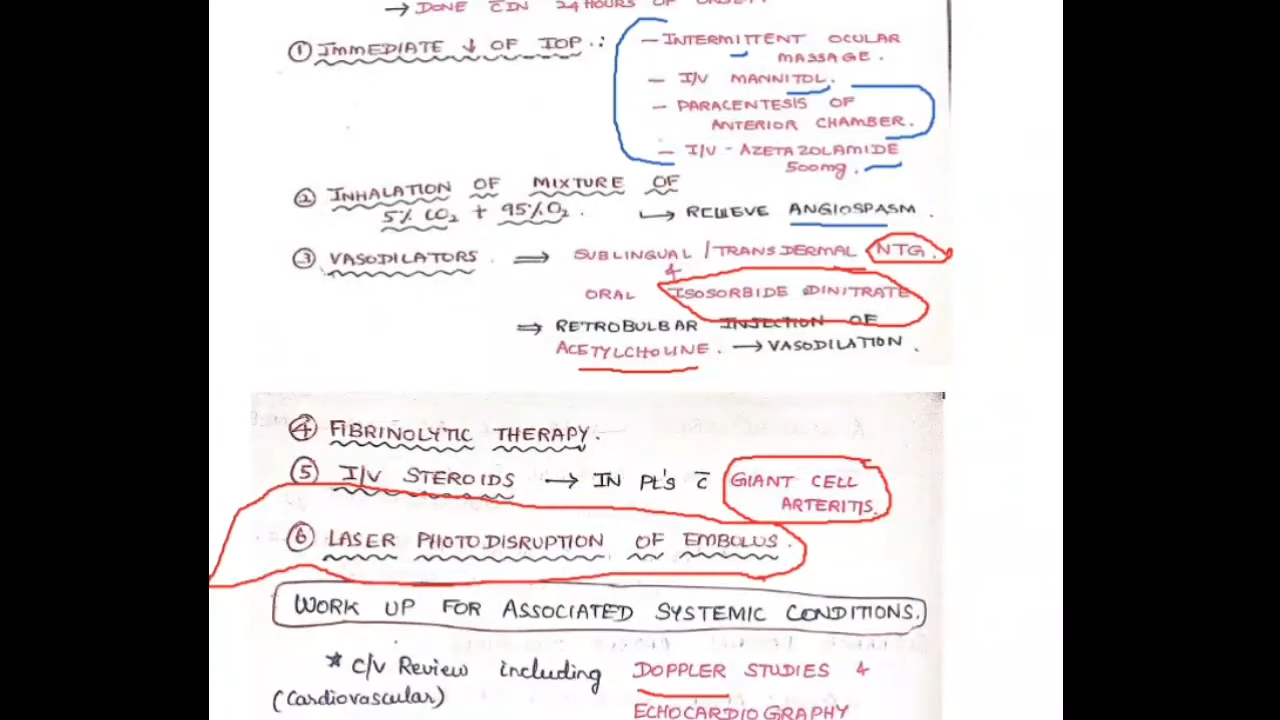 → DONE c̄IN 24 HOURS OF ONSET.
① IMMEDIATE ↓ OF IOP.: – INTERMITTENT OCULAR
MASSAGE.
– I/V MANNITOL.
– PARACENTESIS OF
ANTERIOR CHAMBER.
– I/V - AZETAZOLAMIDE
500mg.
② INHALATION OF MIXTURE OF
5% CO₂ + 95% O₂. ↳ RELIEVE ANGIOSPASM.
③ VASODILATORS. ⇒ SUBLINGUAL / TRANSDERMAL NTG.
&
ORAL ISOSORBIDE DINITRATE
⇒ RETROBULBAR INJECTION OF
ACETYLCHOLINE. → VASODILATION.
④ FIBRINOLYTIC THERAPY.
⑤ I/V STEROIDS → IN Pt's c̄ GIANT CELL
ARTERITIS.
⑥ LASER PHOTODISRUPTION OF EMBOLUS.
WORK UP FOR ASSOCIATED SYSTEMIC CONDITIONS.
* C/V Review including DOPPLER STUDIES &
(Cardiovascular) ECHOCARDIOGRAPHY